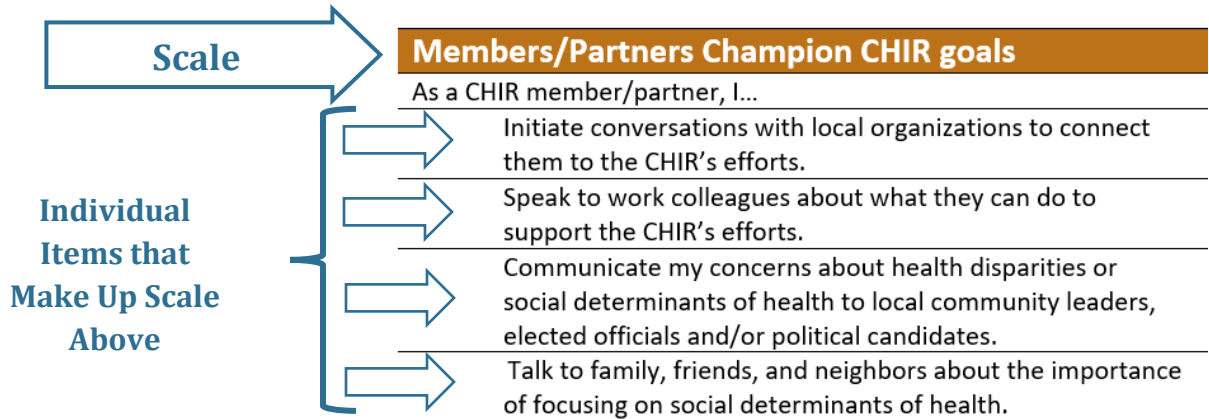 Scale
Members/Partners Champion CHIR goals
As a CHIR member/partner, I...
Individual
Items that
Make Up Scale
Above
Initiate conversations with local organizations to connect
them to the CHIR’s efforts.
Speak to work colleagues about what they can do to
support the CHIR’s efforts.
Communicate my concerns about health disparities or
social determinants of health to local community leaders,
elected officials and/or political candidates.
Talk to family, friends, and neighbors about the importance
of focusing on social determinants of health.